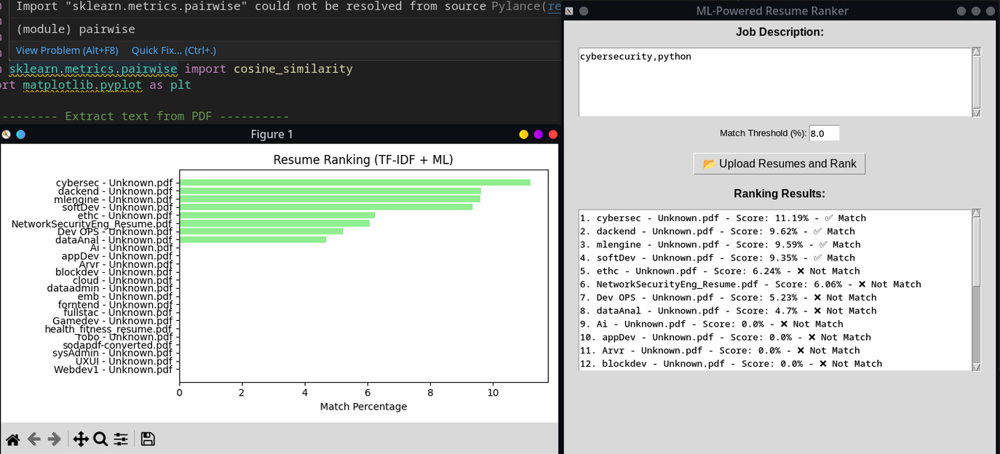 Import "sklearn.metrics.pairwise" could not be resolved from source Pylance(re
(module) pairwise
View Problem (Alt+F8) Quick Fix... (Ctrl+.)
sklearn.metrics.pairwise import cosine_similarity
ort matplotlib.pyplot as plt
-------- Extract text from PDF ----------
Figure 1
Resume Ranking (TF-IDF + ML)
cybersec - Unknown.pdf
dackend - Unknown.pdf
mlengine - Unknown.pdf
softDev - Unknown.pdf
ethc - Unknown.pdf
NetworkSecurityEng_Resume.pdf
Dev OPS - Unknown.pdf
dataAnal - Unknown.pdf
Ai - Unknown.pdf
appDev - Unknown.pdf
Arvr - Unknown.pdf
blockdev - Unknown.pdf
cloud - Unknown.pdf
dataadmin - Unknown.pdf
emb - Unknown.pdf
forntend - Unknown.pdf
fullstac - Unknown.pdf
Gamedev - Unknown.pdf
health_fitness_resume.pdf
robo - Unknown.pdf
sodapdf-converted.pdf
sysAdmin - Unknown.pdf
UXUI - Unknown.pdf
Webdev1 - Unknown.pdf
0 2 4 6 8 10
Match Percentage
ML-Powered Resume Ranker
Job Description:
cybersecurity,python
Match Threshold (%): 8.0
📂 Upload Resumes and Rank
Ranking Results:
1. cybersec - Unknown.pdf - Score: 11.19% - ✅ Match
2. dackend - Unknown.pdf - Score: 9.62% - ✅ Match
3. mlengine - Unknown.pdf - Score: 9.59% - ✅ Match
4. softDev - Unknown.pdf - Score: 9.35% - ✅ Match
5. ethc - Unknown.pdf - Score: 6.24% - ❌ Not Match
6. NetworkSecurityEng_Resume.pdf - Score: 6.06% - ❌ Not Match
7. Dev OPS - Unknown.pdf - Score: 5.23% - ❌ Not Match
8. dataAnal - Unknown.pdf - Score: 4.7% - ❌ Not Match
9. Ai - Unknown.pdf - Score: 0.0% - ❌ Not Match
10. appDev - Unknown.pdf - Score: 0.0% - ❌ Not Match
11. Arvr - Unknown.pdf - Score: 0.0% - ❌ Not Match
12. blockdev - Unknown.pdf - Score: 0.0% - ❌ Not Match